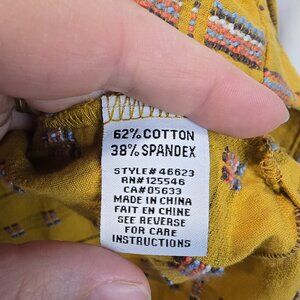 62% COTTON
38% SPANDEX
STYLE# 46623
RN#125546
CA#05633
MADE IN CHINA
FAIT EN CHINE
SEE REVERSE
FOR CARE
INSTRUCTIONS